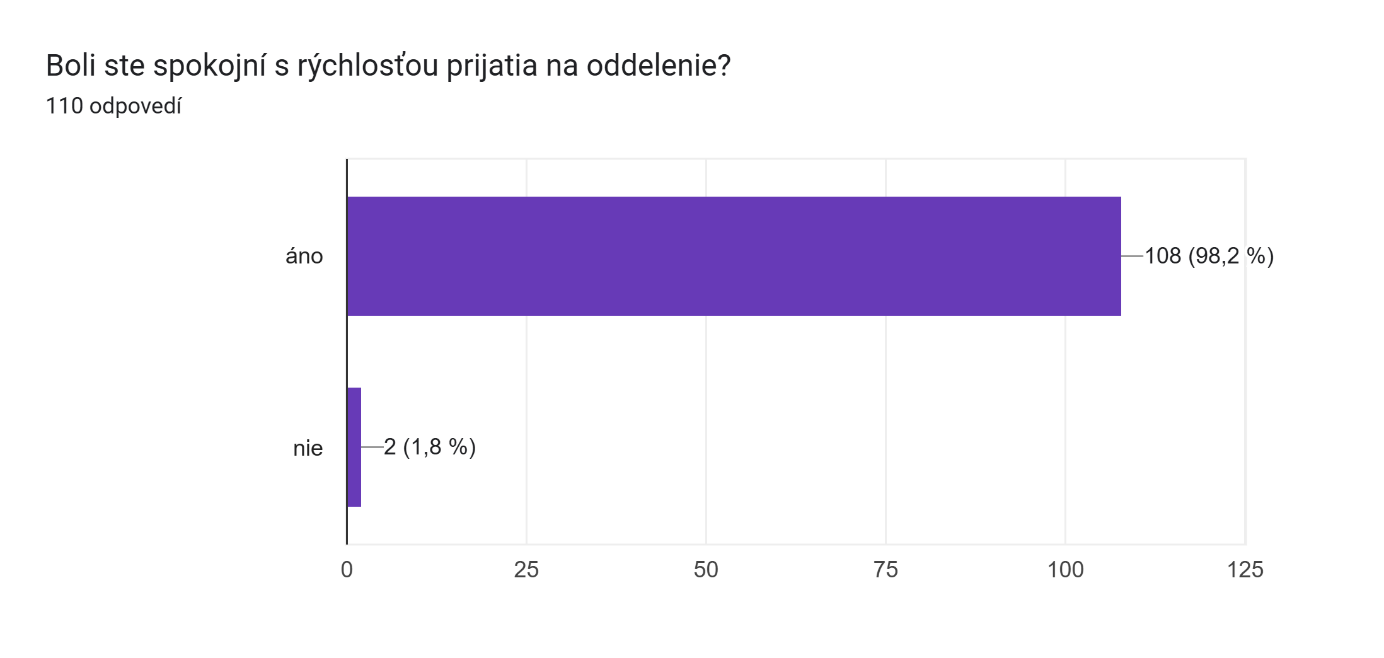 Boli ste spokojní s rýchlosťou prijatia na oddelenie?
110 odpovedí
áno
108 (98,2 %)
nie
2 (1,8 %)
0
25
50
75
100
125